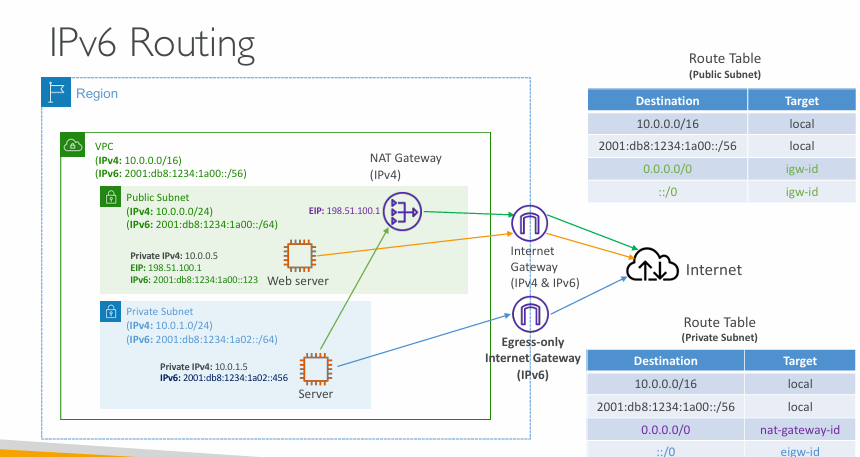 IPv6 Routing
Region
VPC
(IPv4: 10.0.0.0/16)
(IPv6: 2001:db8:1234:1a00::/56)
NAT Gateway
(IPv4)
Public Subnet
(IPv4: 10.0.0.0/24)
(IPv6: 2001:db8:1234:1a00::/64)
EIP: 198.51.100.1
Private IPv4: 10.0.0.5
EIP: 198.51.100.1
IPv6: 2001:db8:1234:1a00::123
Web server
Private Subnet
(IPv4: 10.0.1.0/24)
(IPv6: 2001:db8:1234:1a02::/64)
Private IPv4: 10.0.1.5
IPv6: 2001:db8:1234:1a02::456
Server
Internet
Gateway
(IPv4 & IPv6)
Egress-only
Internet Gateway
(IPv6)
Internet
Route Table
(Public Subnet)
Destination Target
10.0.0.0/16 local
2001:db8:1234:1a00::/56 local
0.0.0.0/0 igw-id
::/0 igw-id
Route Table
(Private Subnet)
Destination Target
10.0.0.0/16 local
2001:db8:1234:1a00::/56 local
0.0.0.0/0 nat-gateway-id
::/0 eigw-id